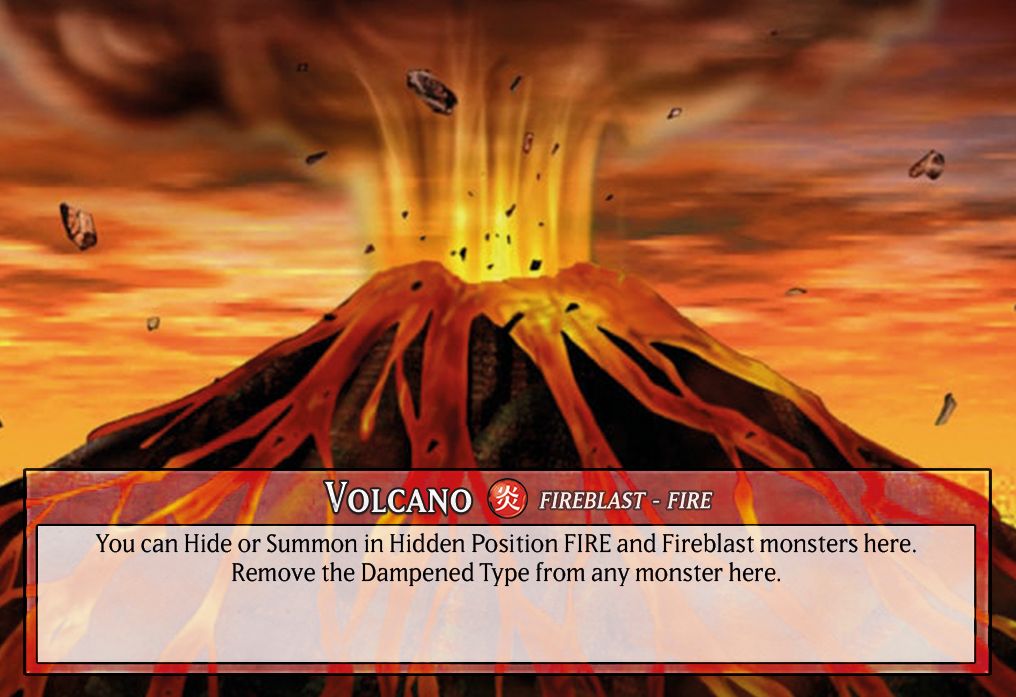 VOLCANO 炎 FIREBLAST - FIRE
You can Hide or Summon in Hidden Position FIRE and Fireblast monsters here.
Remove the Dampened Type from any monster here.